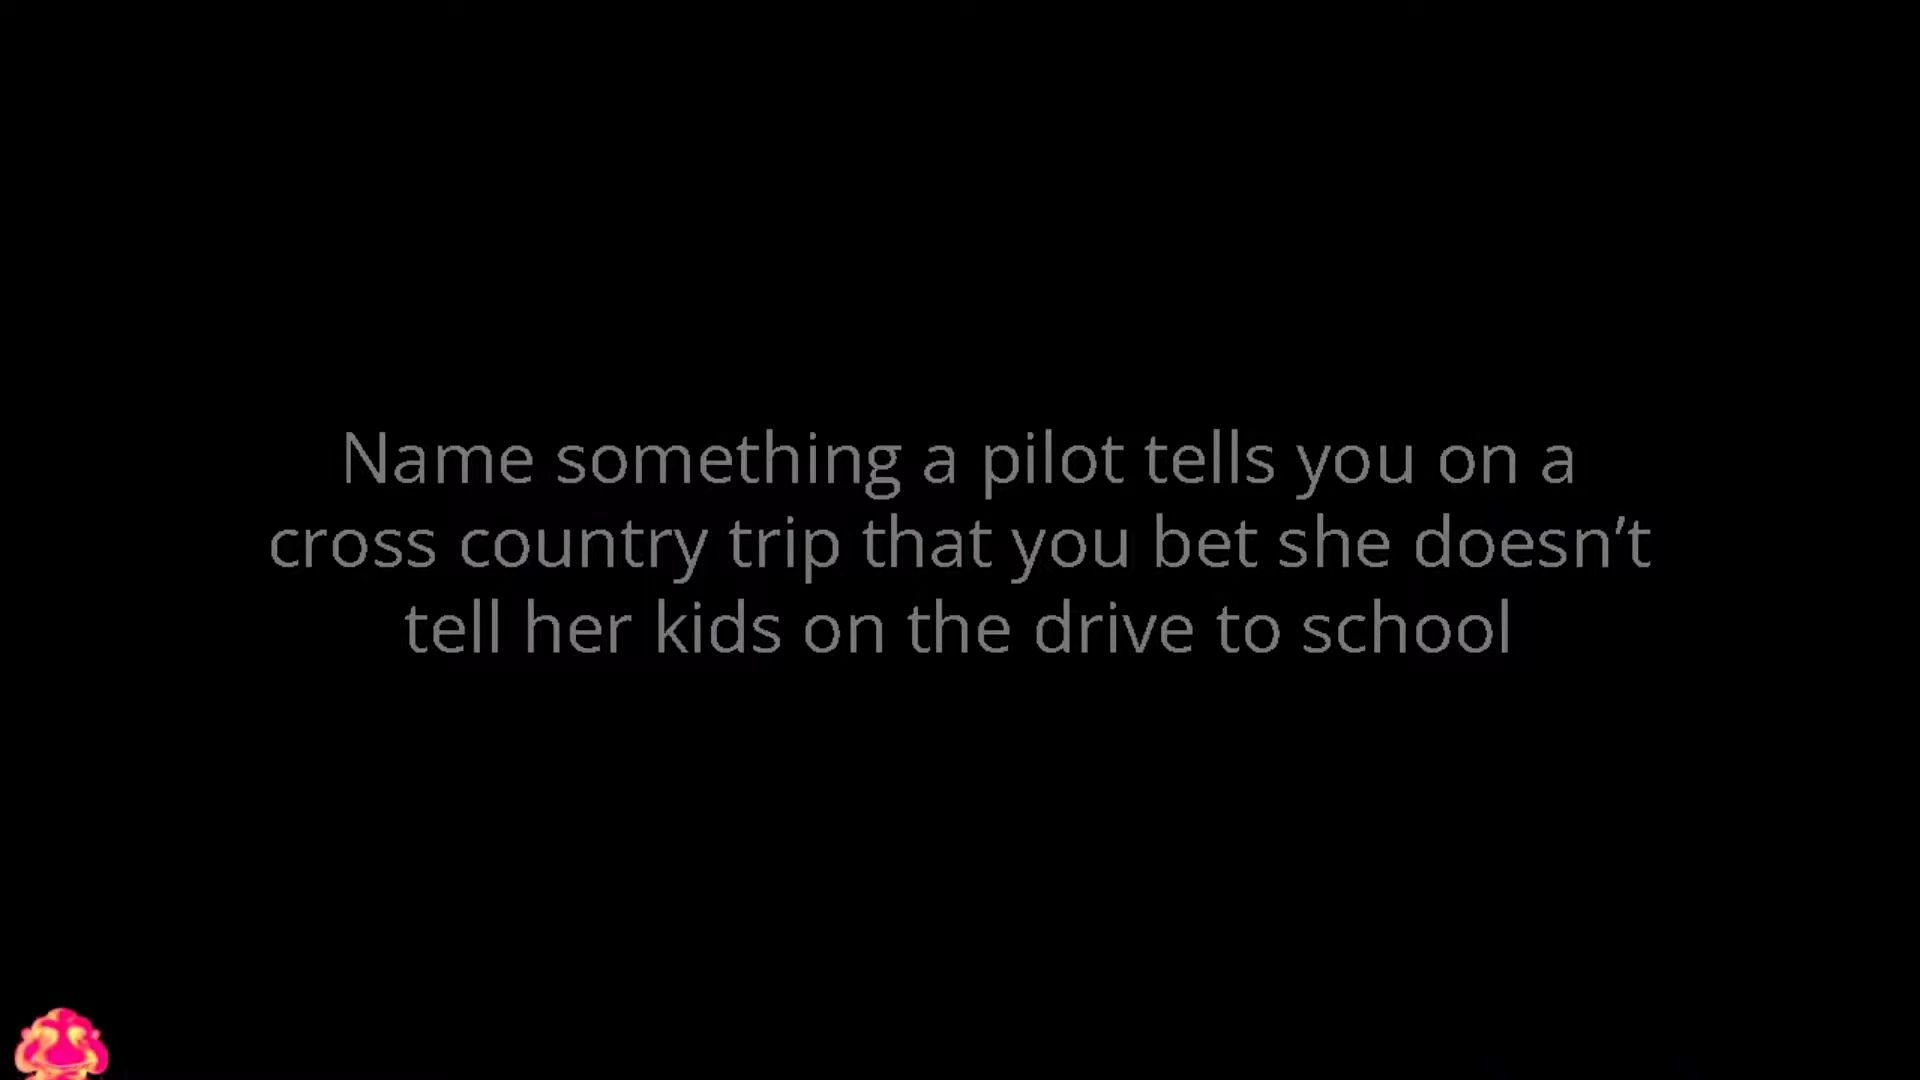 Name something a pilot tells you on a
cross country trip that you bet she doesn’t
tell her kids on the drive to school